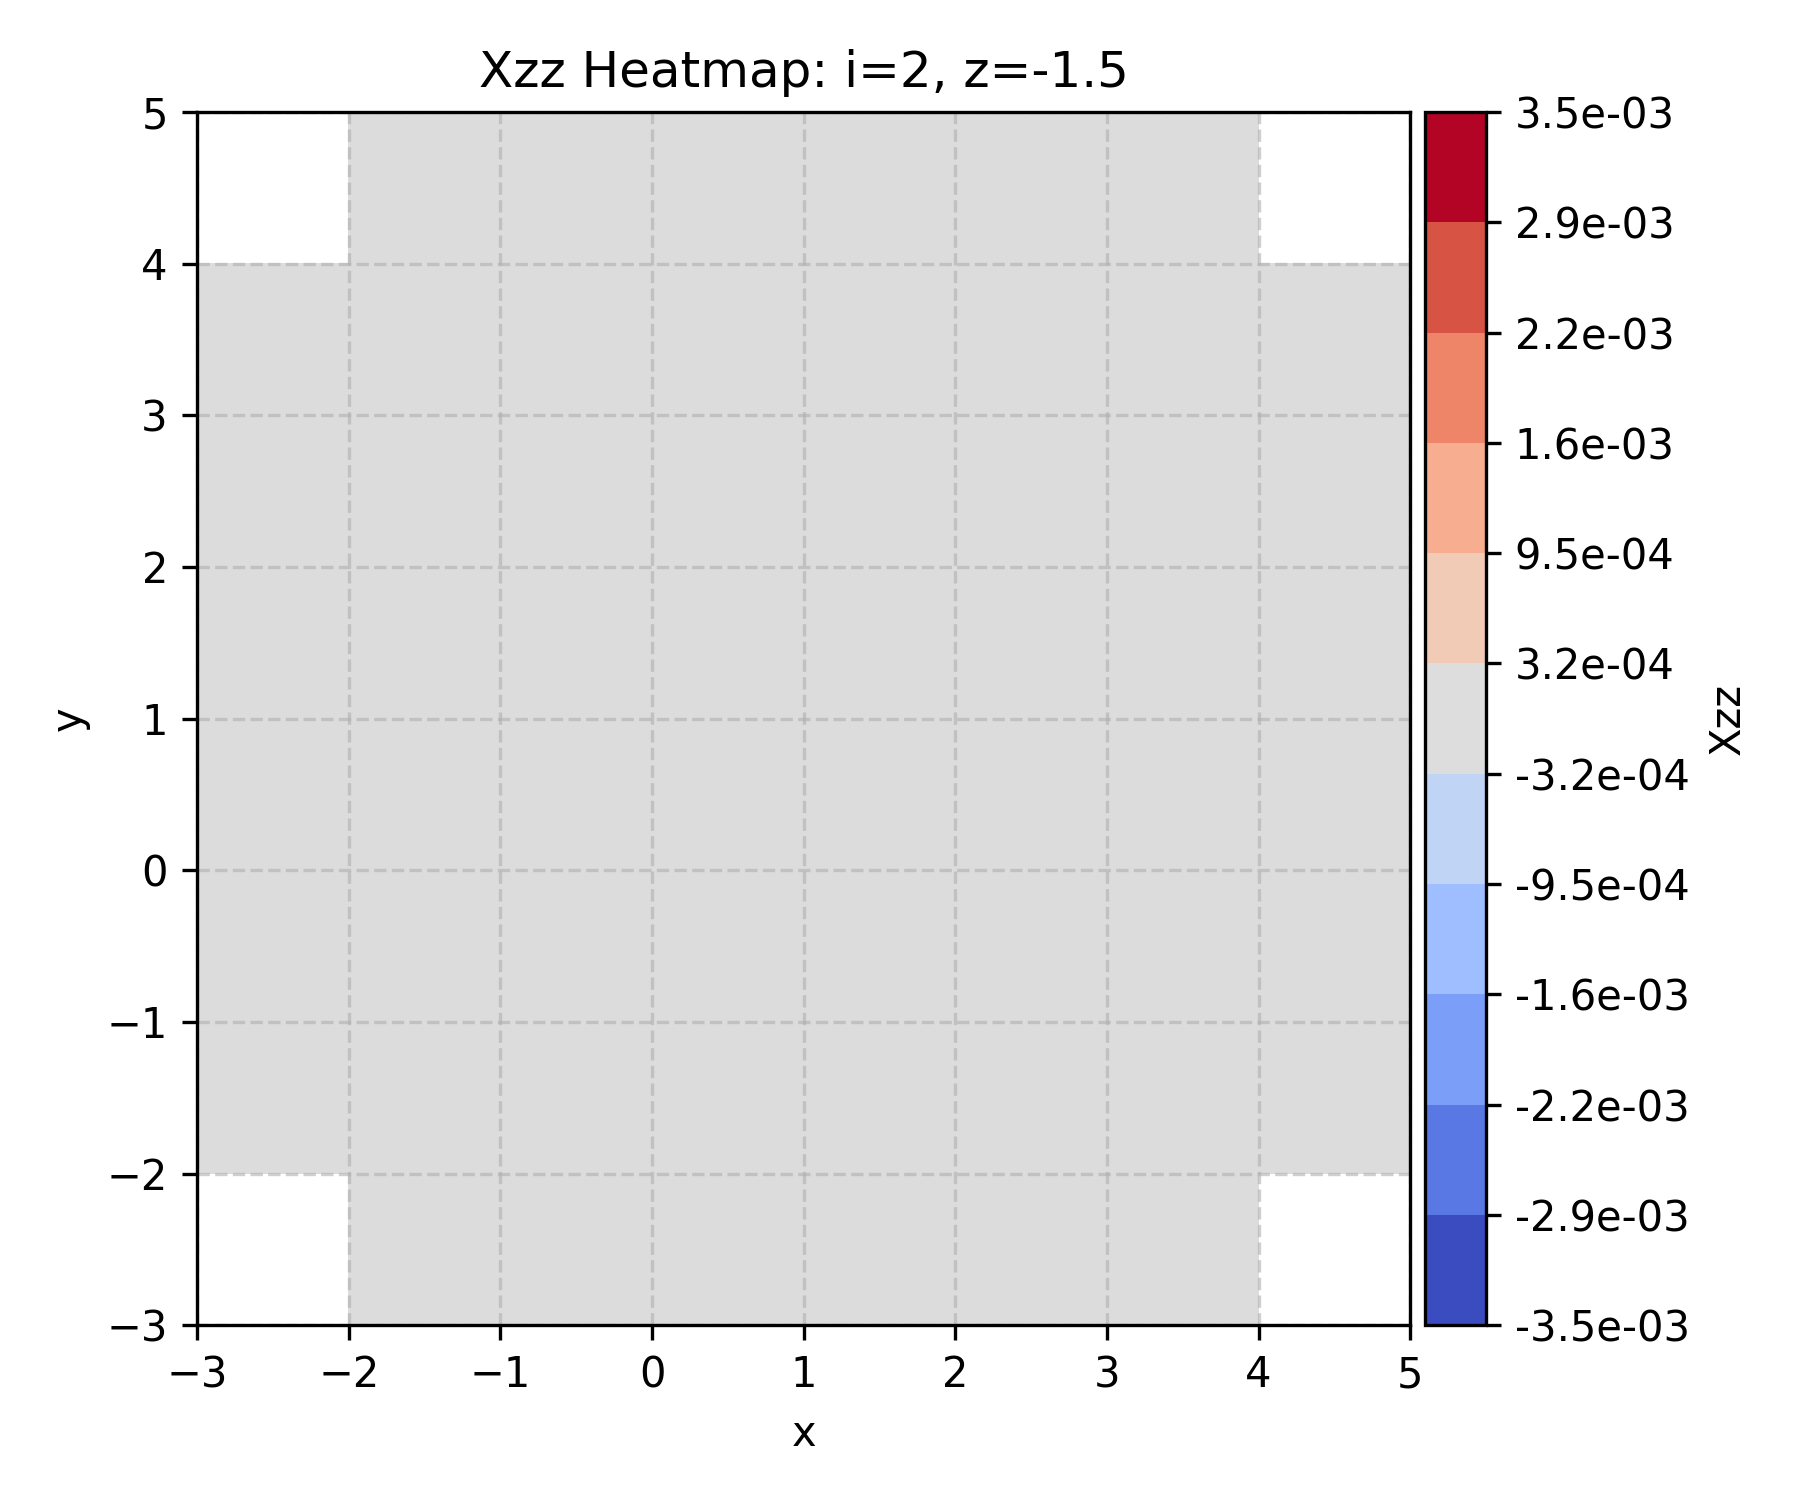 Xzz Heatmap: i=2, z=-1.5
5
4
3
2
1
0
−1
−2
−3
y
−3 −2 −1 0 1 2 3 4 5
x
3.5e-03
2.9e-03
2.2e-03
1.6e-03
9.5e-04
3.2e-04
-3.2e-04
-9.5e-04
-1.6e-03
-2.2e-03
-2.9e-03
-3.5e-03
Xzz